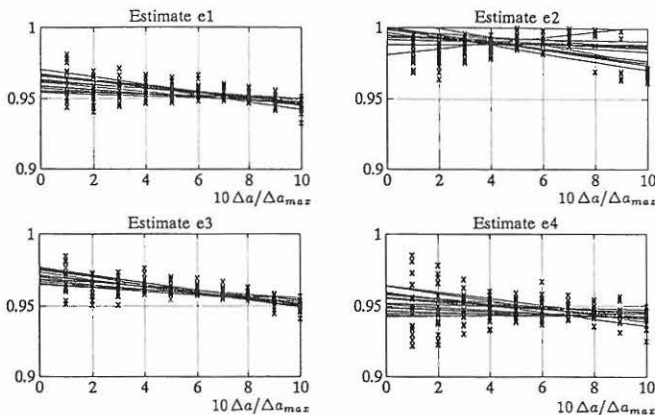 Estimate e1
1
0.95
0.9
0 2 4 6 8 10
10 Δa/Δa_max
Estimate e2
1
0.95
0.9
0 2 4 6 8 10
10 Δa/Δa_max
Estimate e3
1
0.95
0.9
0 2 4 6 8 10
10 Δa/Δa_max
Estimate e4
1
0.95
0.9
0 2 4 6 8 10
10 Δa/Δa_max